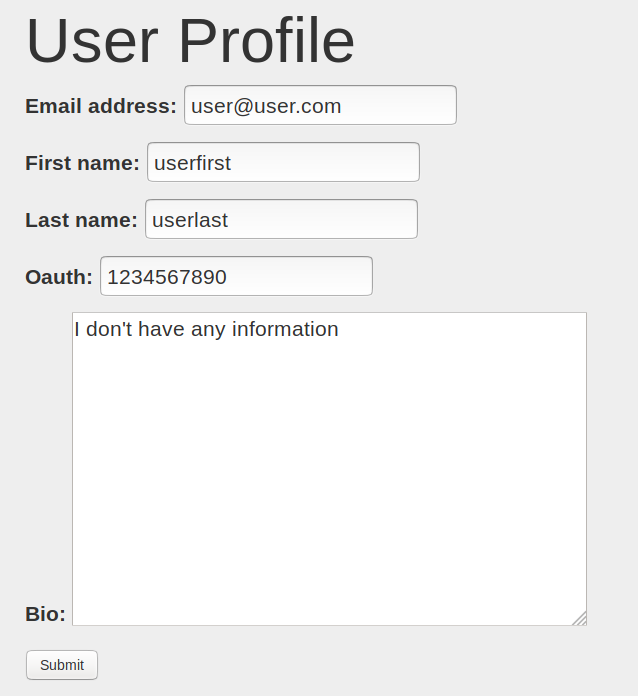 User Profile
Email address: user@user.com
First name: userfirst
Last name: userlast
Oauth: 1234567890
I don't have any information
Bio:
Submit